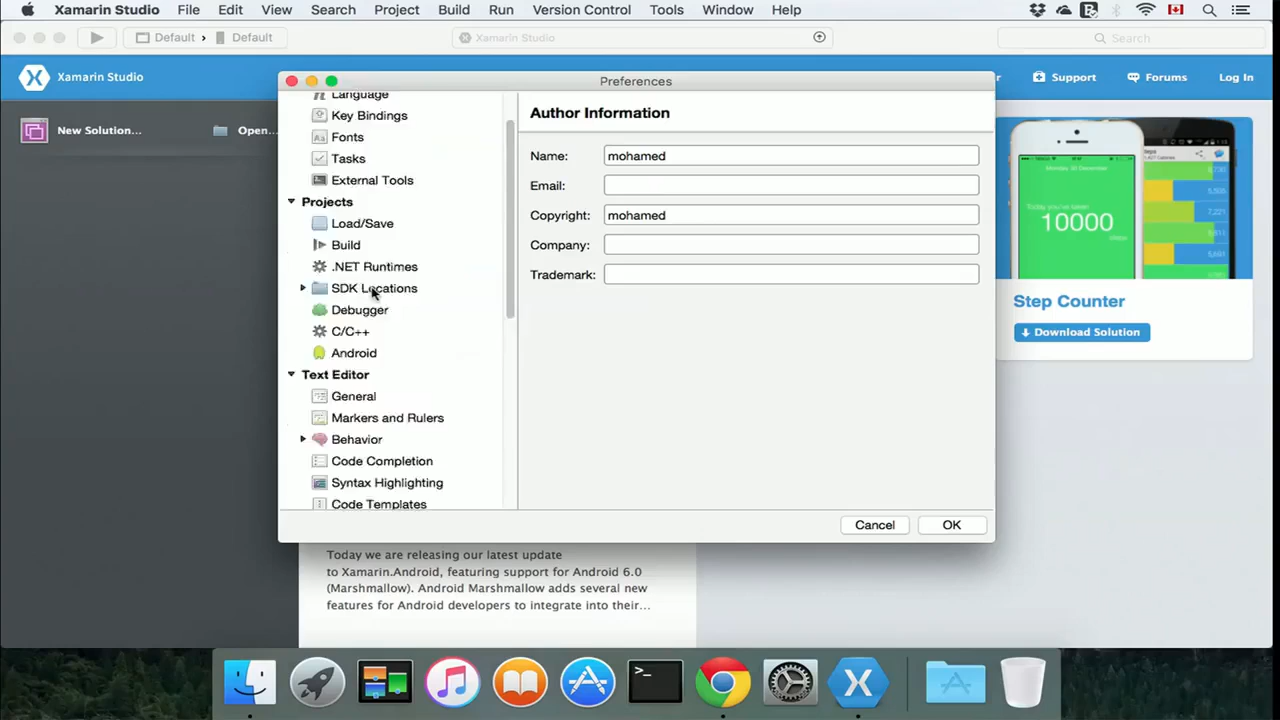 Xamarin Studio File Edit View Search Project Build Run Version Control Tools Window Help
Default › Default
Xamarin Studio
Search
Xamarin Studio
Support Forums Log In
New Solution...
Open...
Preferences
Language
Key Bindings
Fonts
Tasks
External Tools
Projects
Load/Save
Build
.NET Runtimes
SDK Locations
Debugger
C/C++
Android
Text Editor
General
Markers and Rulers
Behavior
Code Completion
Syntax Highlighting
Code Templates
Author Information
Name: mohamed
Email:
Copyright: mohamed
Company:
Trademark:
Cancel OK
10000
Step Counter
Download Solution
Today we are releasing our latest update
to Xamarin.Android, featuring support for Android 6.0
(Marshmallow). Android Marshmallow adds several new
features for Android developers to integrate into their...